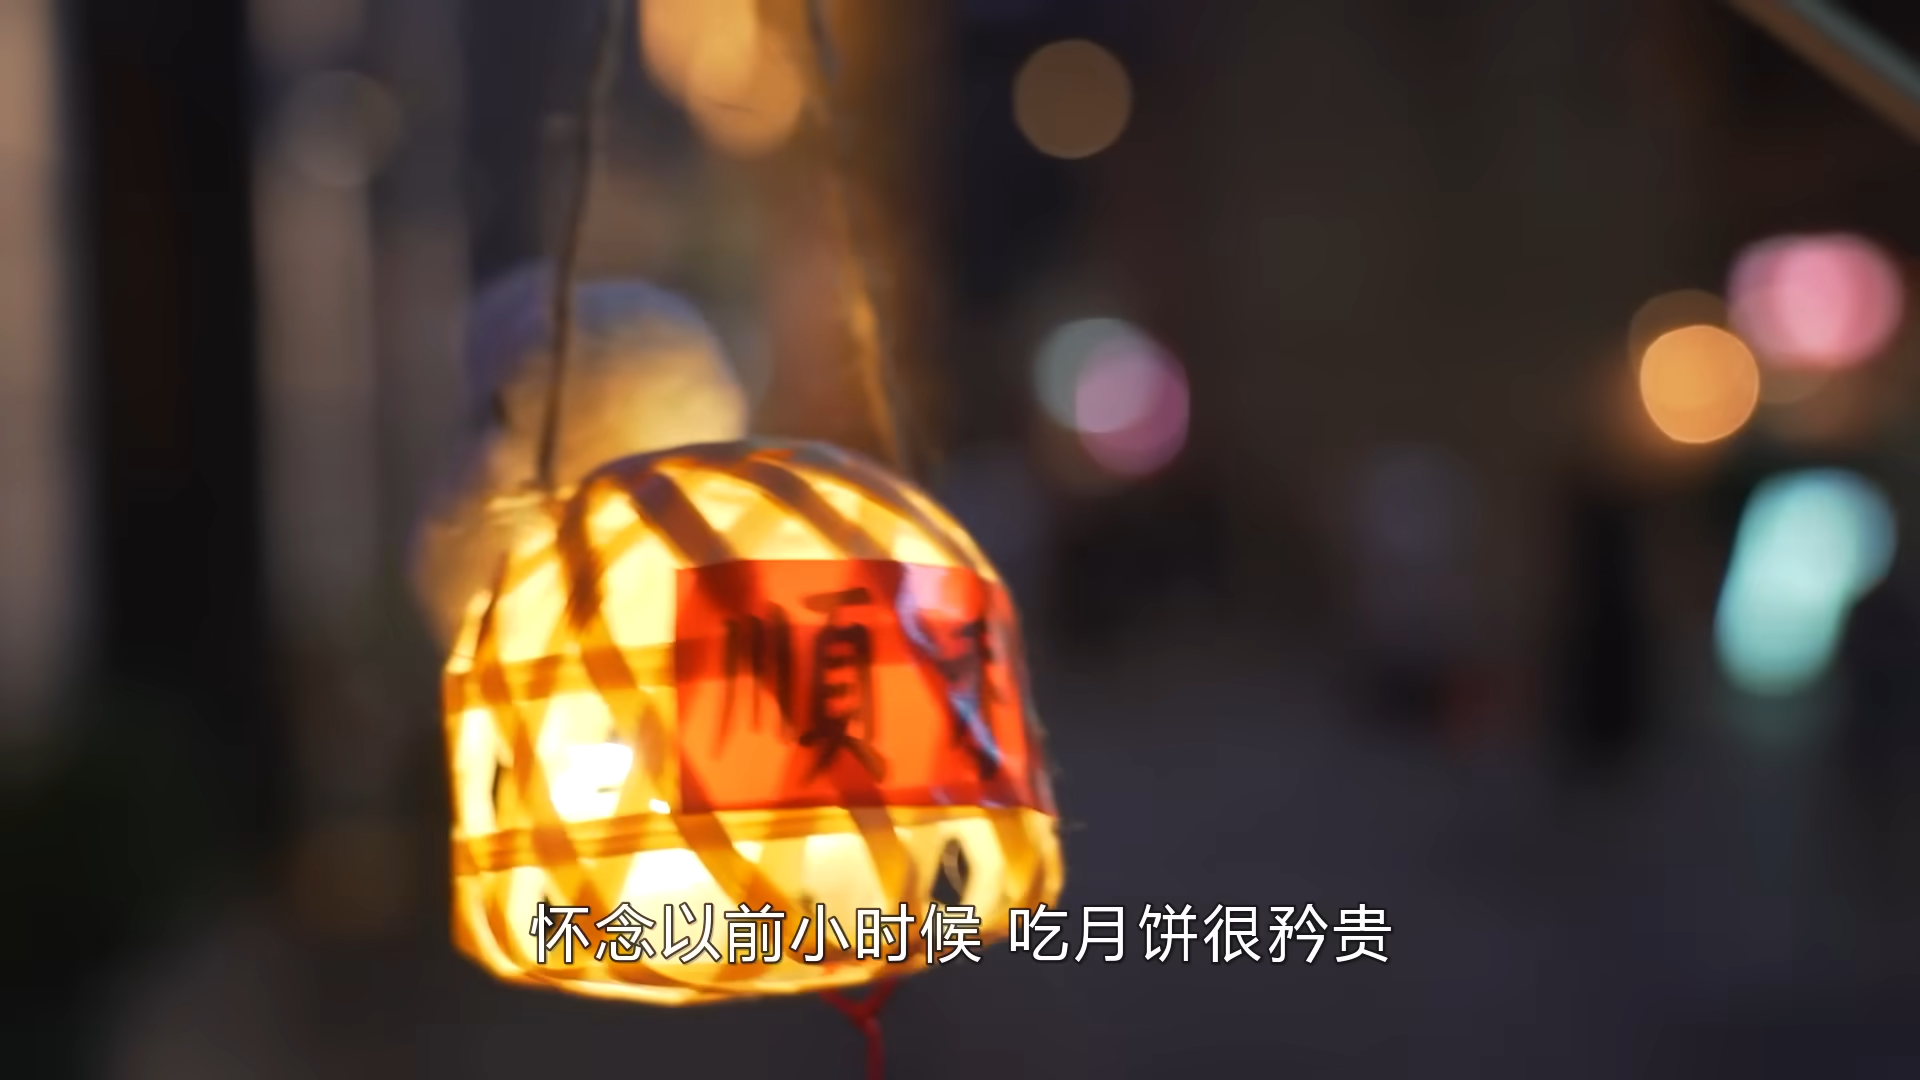 順
怀念以前小时候 吃月饼很矜贵